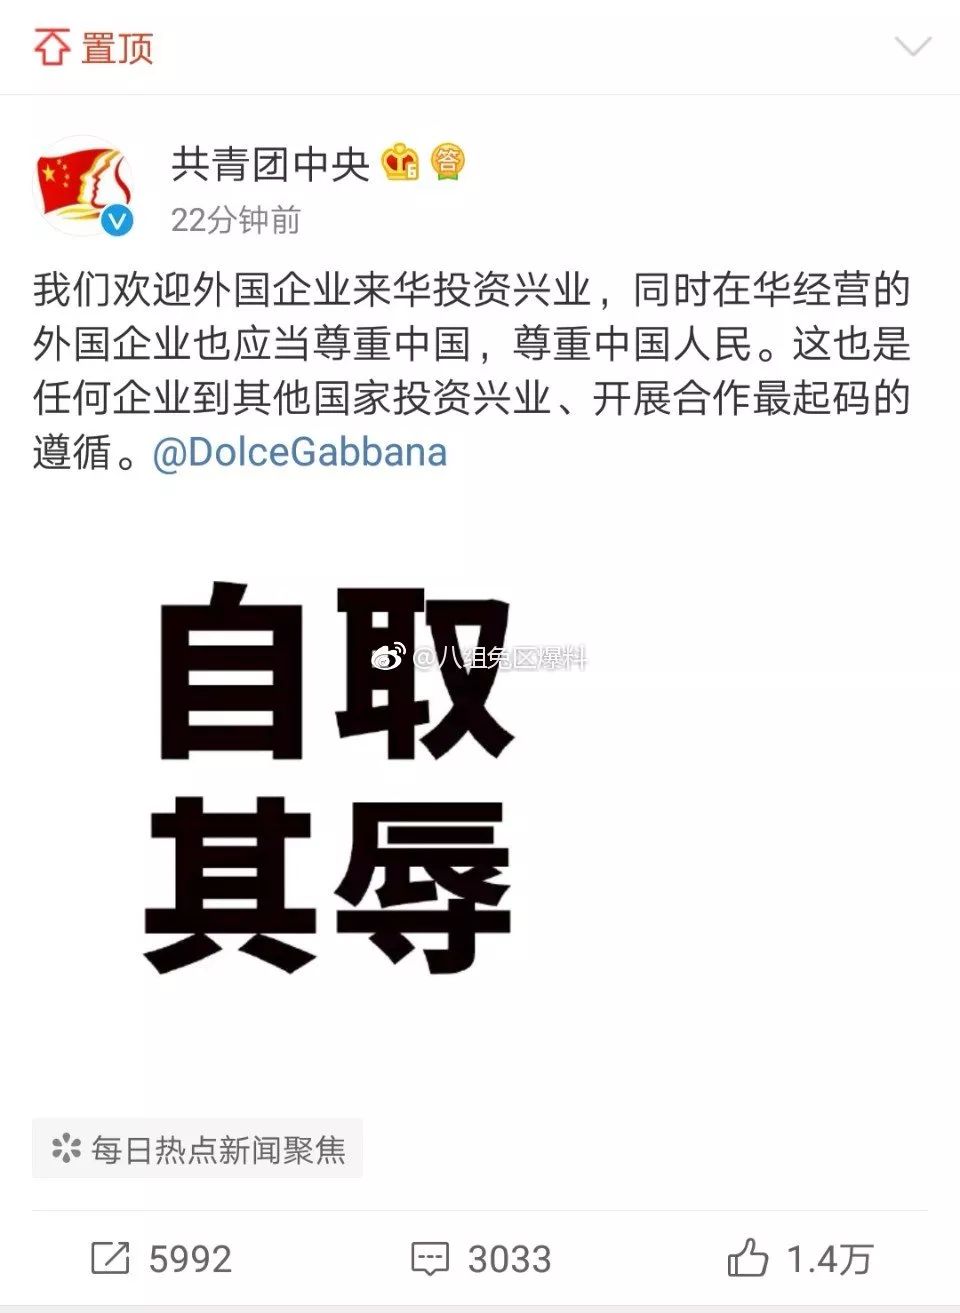 置顶
共青团中央
6
答
22分钟前
我们欢迎外国企业来华投资兴业，同时在华经营的
外国企业也应当尊重中国，尊重中国人民。这也是
任何企业到其他国家投资兴业、开展合作最起码的
遵循。@DolceGabbana
自取
@八组兔区爆料
其辱
每日热点新闻聚焦
5992 3033 1.4万